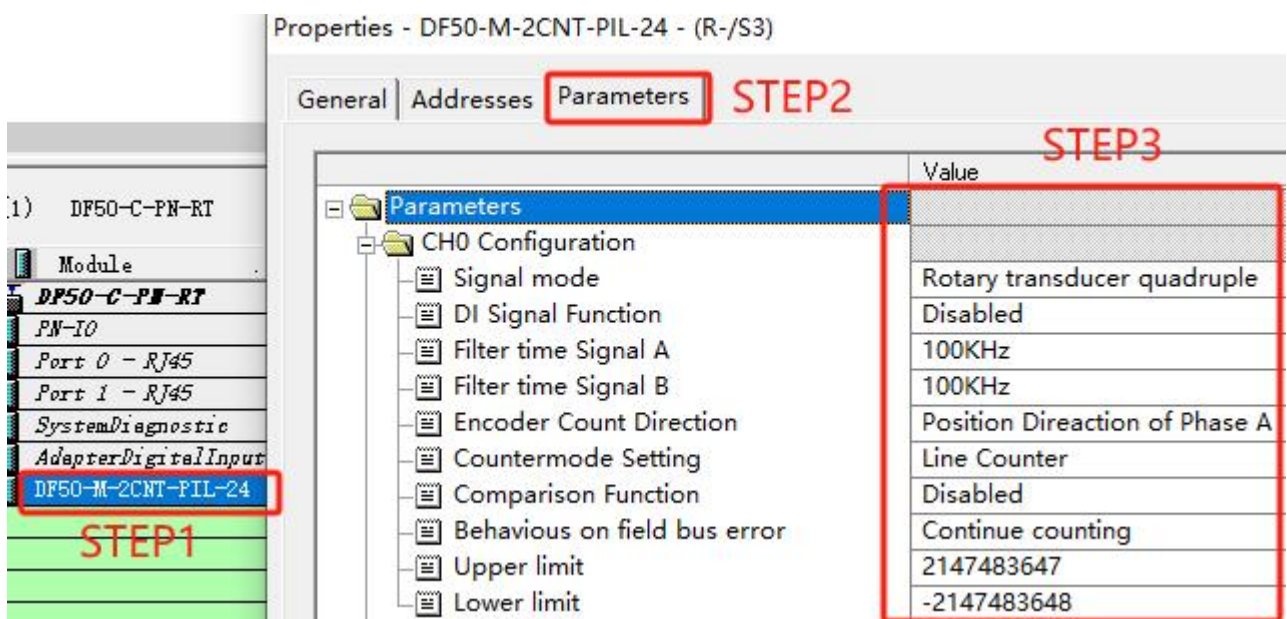 Properties - DF50-M-2CNT-PIL-24 - (R-/S3)
General Addresses Parameters STEP2
STEP3
Value
1) DF50-C-PN-RT
Module
DF50-C-PN-RT
PN-IO
Port 0 - RJ45
Port 1 - RJ45
SystemDiagnostic
AdapterDigitalInput
DF50-M-2CNT-PIL-24
STEP1
Parameters
CH0 Configuration
Signal mode Rotary transducer quadruple
DI Signal Function Disabled
Filter time Signal A 100KHz
Filter time Signal B 100KHz
Encoder Count Direction Position Direaction of Phase A
Countermode Setting Line Counter
Comparison Function Disabled
Behavious on field bus error Continue counting
Upper limit 2147483647
Lower limit -2147483648